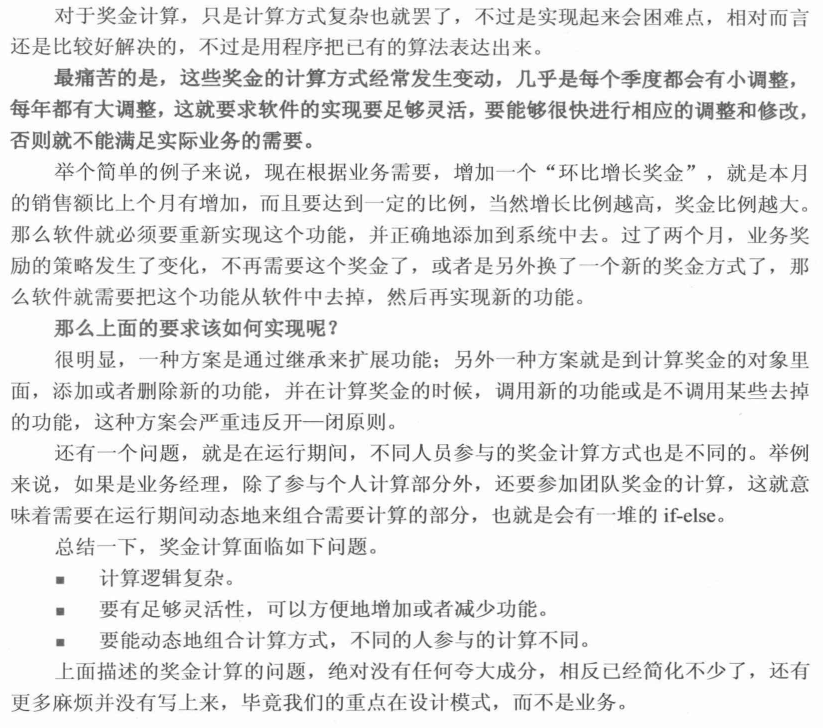 对于奖金计算，只是计算方式复杂也就罢了，不过是实现起来会困难点，相对而言
还是比较好解决的，不过是用程序把已有的算法表达出来。
最痛苦的是，这些奖金的计算方式经常发生变动，几乎是每个季度都会有小调整，
每年都有大调整，这就要求软件的实现要足够灵活，要能够很快进行相应的调整和修改，
否则就不能满足实际业务的需要。
举个简单的例子来说，现在根据业务需要，增加一个“环比增长奖金”，就是本月
的销售额比上个月有增加，而且要达到一定的比例，当然增长比例越高，奖金比例越大。
那么软件就必须要重新实现这个功能，并正确地添加到系统中去。过了两个月，业务奖
励的策略发生了变化，不再需要这个奖金了，或者是另外换了一个新的奖金方式了，那
么软件就需要把这个功能从软件中去掉，然后再实现新的功能。
那么上面的要求该如何实现呢？
很明显，一种方案是通过继承来扩展功能；另外一种方案就是到计算奖金的对象里
面，添加或者删除新的功能，并在计算奖金的时候，调用新的功能或是不调用某些去掉
的功能，这种方案会严重违反开—闭原则。
还有一个问题，就是在运行期间，不同人员参与的奖金计算方式也是不同的。举例
来说，如果是业务经理，除了参与个人计算部分外，还要参加团队奖金的计算，这就意
味着需要在运行期间动态地来组合需要计算的部分，也就是会有一堆的 if-else。
总结一下，奖金计算面临如下问题。
■ 计算逻辑复杂。
■ 要有足够灵活性，可以方便地增加或者减少功能。
■ 要能动态地组合计算方式，不同的人参与的计算不同。
上面描述的奖金计算的问题，绝对没有任何夸大成分，相反已经简化不少了，还有
更多麻烦并没有写上来，毕竟我们的重点在设计模式，而不是业务。